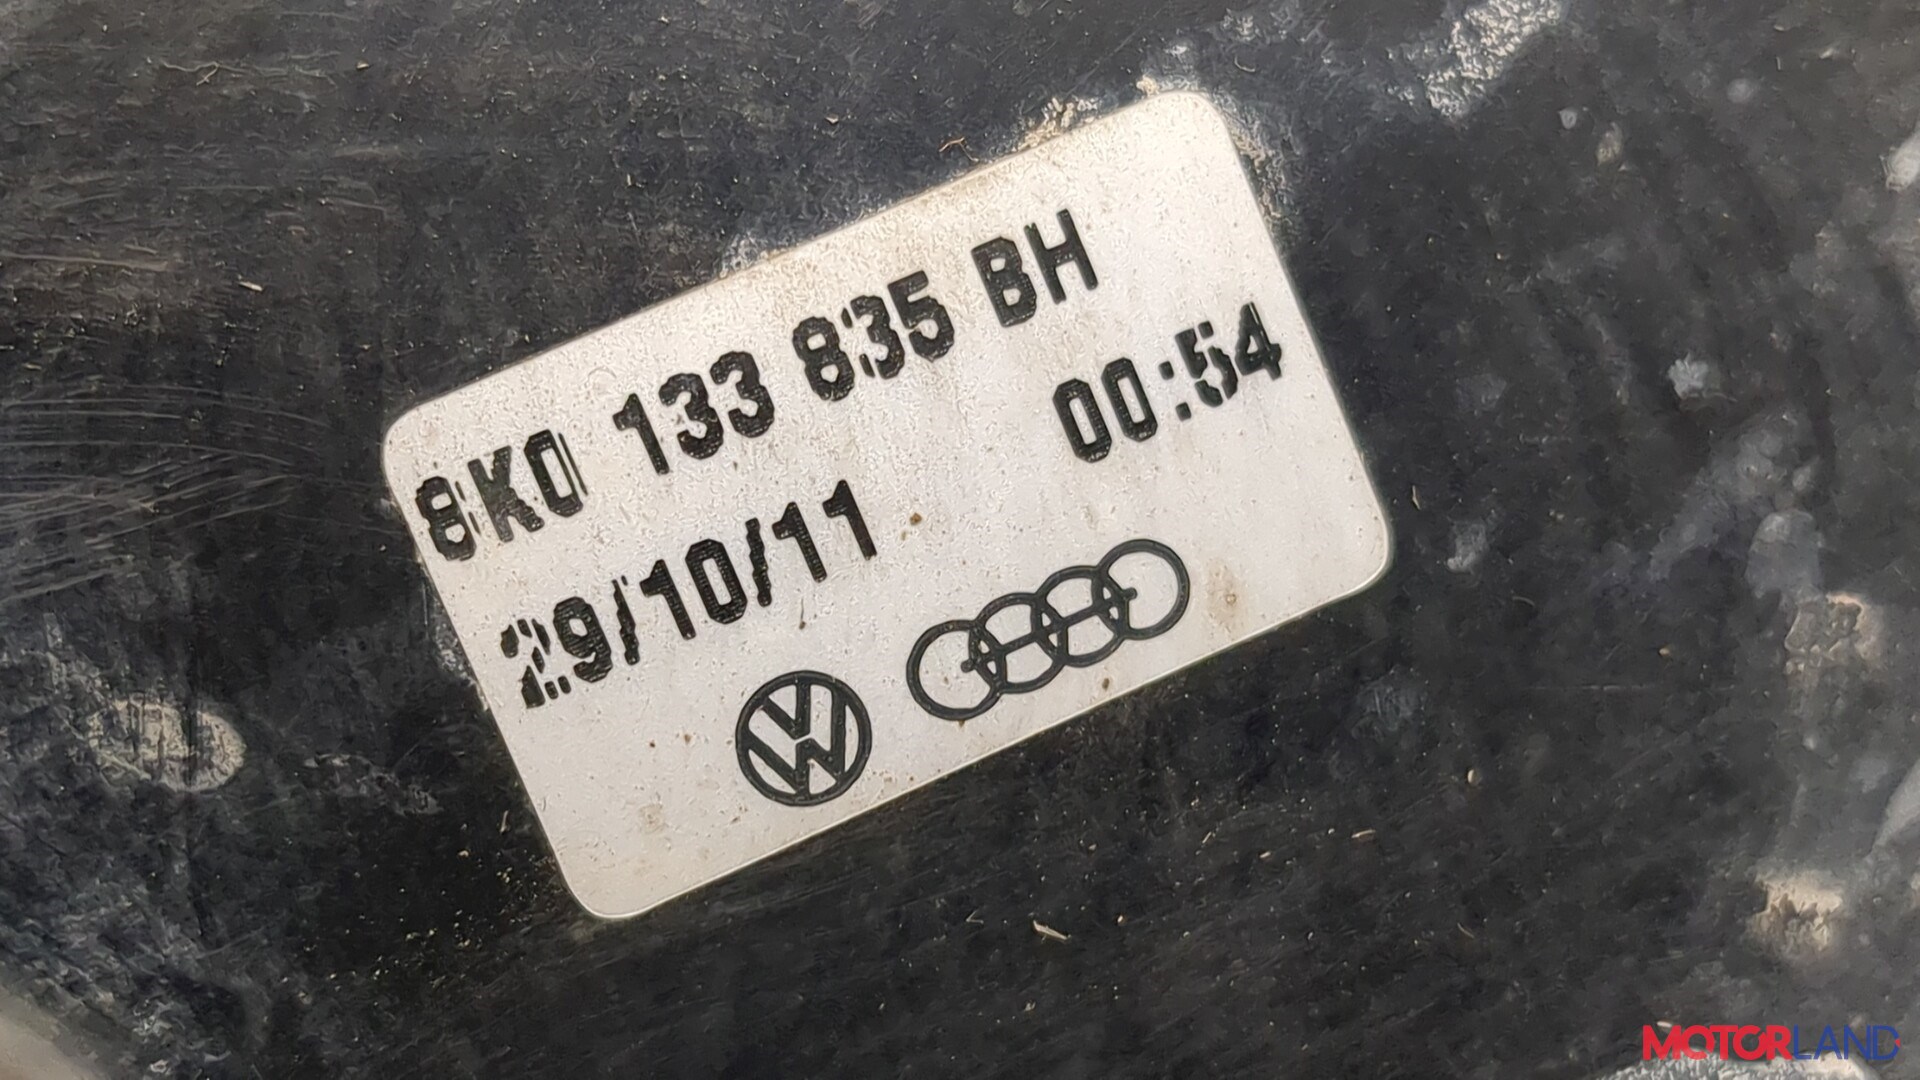 8K0 133 835 BH
29/10/11 00:54
VW
MOTORLAND